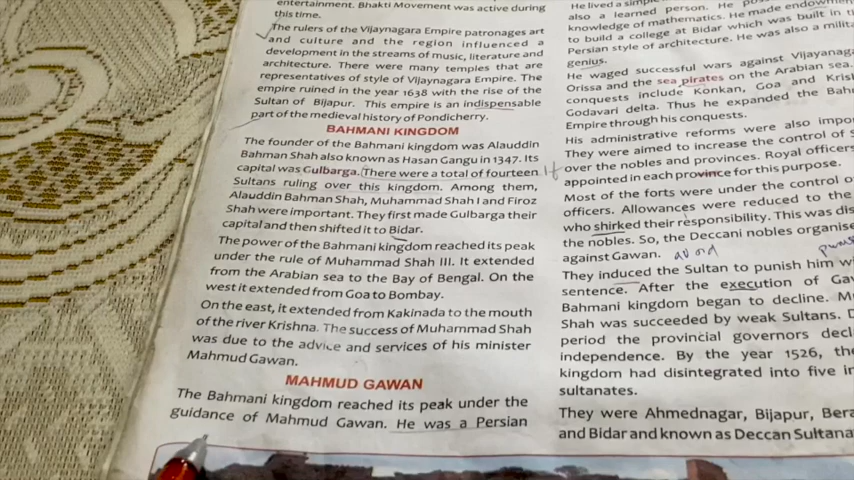 entertainment. Bhakti Movement was active during
this time.
The rulers of the Vijaynagara Empire patronages art
and culture and the region influenced a
development in the streams of music, literature and
architecture. There were many temples that are
representatives of style of Vijaynagara Empire. The
empire ruined in the year 1638 with the rise of the
Sultan of Bijapur. This empire is an indispensable
part of the medieval history of Pondicherry.
BAHMANI KINGDOM
The founder of the Bahmani kingdom was Alauddin
Bahman Shah also known as Hasan Gangu in 1347. Its
capital was Gulbarga. There were a total of fourteen
Sultans ruling over this kingdom. Among them,
Alauddin Bahman Shah, Muhammad Shah I and Firoz
Shah were important. They first made Gulbarga their
capital and then shifted it to Bidar.
The power of the Bahmani kingdom reached its peak
under the rule of Muhammad Shah III. It extended
from the Arabian sea to the Bay of Bengal. On the
west it extended from Goa to Bombay.
On the east, it extended from Kakinada to the mouth
of the river Krishna. The success of Muhammad Shah
was due to the advice and services of his minister
Mahmud Gawan.
MAHMUD GAWAN
The Bahmani kingdom reached its peak under the
guidance of Mahmud Gawan. He was a Persian
He lived a simple
also a learned person. He
knowledge of mathematics. He made
to build a college at Bidar which was built in
Persian style of architecture. He was also a
genius.
He waged successful wars against
Orissa and the sea pirates on the Arabian sea.
conquests include Konkan, Goa and
Godavari delta. Thus he expanded the
Empire through his conquests.
His administrative reforms were also
They were aimed to increase the control of
14 over the nobles and provinces. Royal
appointed in each province for this purpose.
Most of the forts were under the control
officers. Allowances were reduced to the
who shirked their responsibility. This was
the nobles. So, the Deccani nobles
against Gawan. avoid
They induced the Sultan to punish him
sentence. After the execution of
Bahmani kingdom began to decline.
Shah was succeeded by weak Sultans.
period the provincial governors
independence. By the year 1526,
kingdom had disintegrated into five
sultanates.
They were Ahmednagar, Bijapur,
and Bidar and known as Deccan